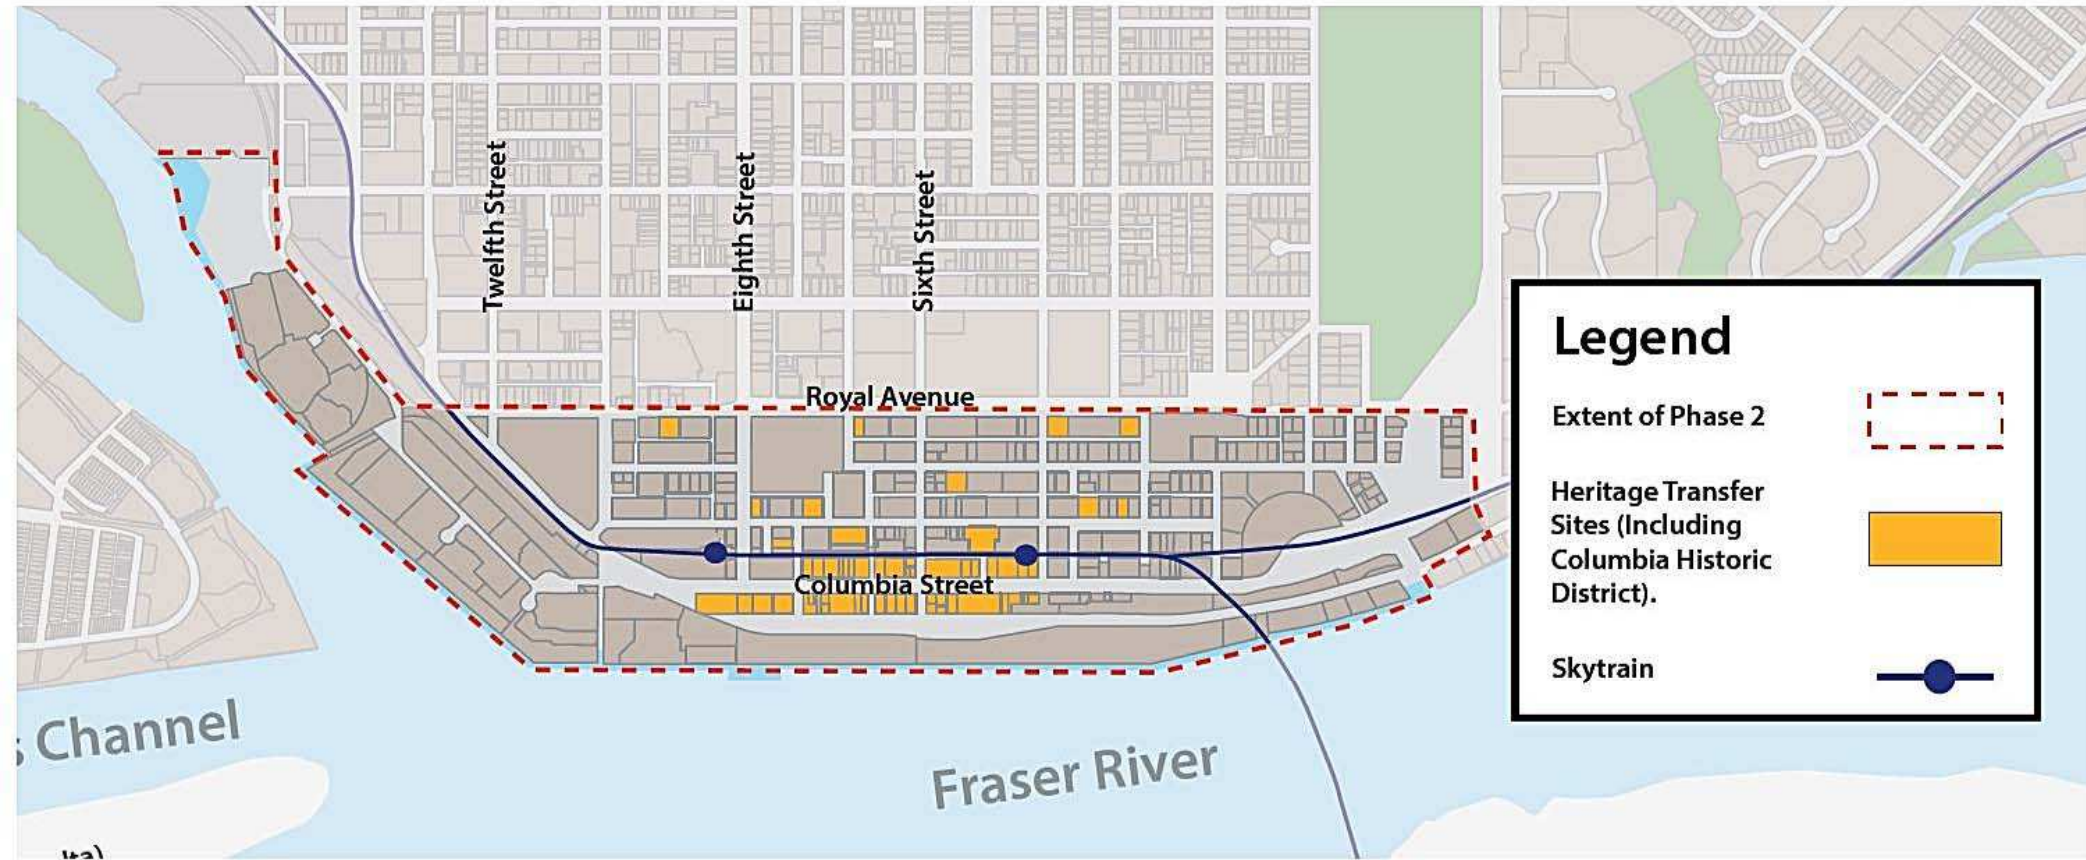 Twelfth Street
Eighth Street
Sixth Street
Royal Avenue
Columbia Street
Channel
Fraser River
Legend
Extent of Phase 2
Heritage Transfer
Sites (Including
Columbia Historic
District).
Skytrain